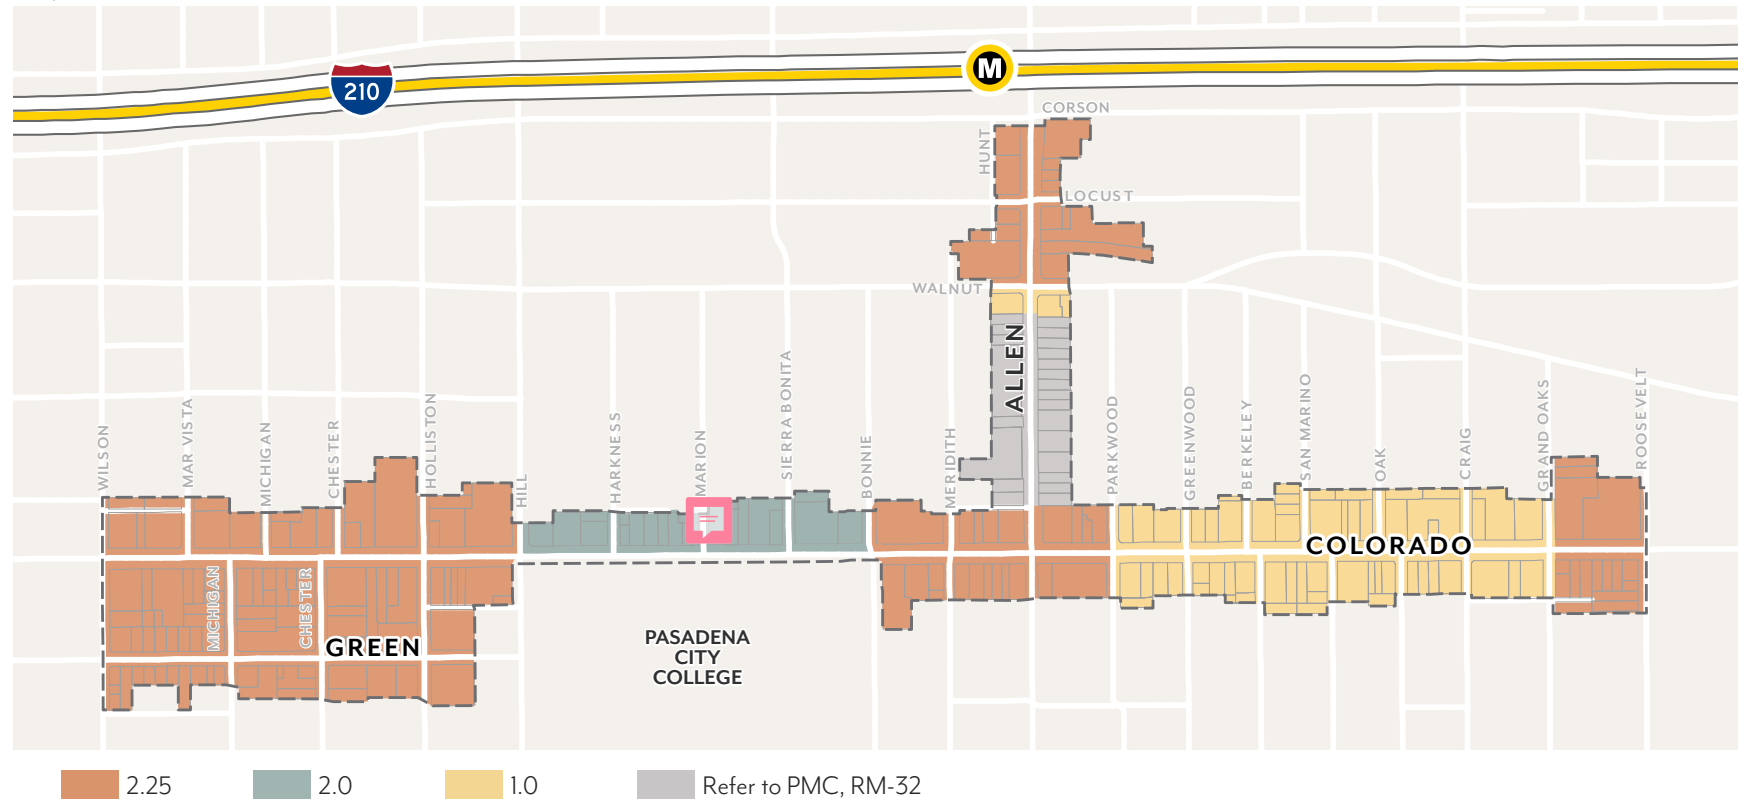 210
M
CORSON
HUNT
LOCUST
WALNUT
ALLEN
WILSON
MAR VISTA
MICHIGAN
CHESTER
HOLLISTON
HILL
HARKNESS
MARION
SIERRA BONITA
BONNIE
MERIDITH
PARKWOOD
GREENWOOD
BERKELEY
SAN MARINO
OAK
CRAIG
GRAND OAKS
ROOSEVELT
COLORADO
MICHIGAN
CHESTER
GREEN
PASADENA
CITY
COLLEGE
2.25
2.0
1.0
Refer to PMC, RM-32